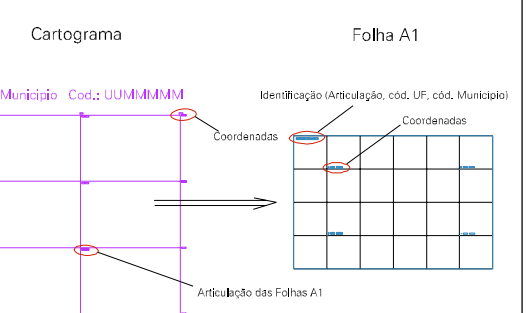 Cartograma
Folha A1
Municipio Cod.: UUMMMMM
Identificação (Articulação, cód. UF, cód. Municipio)
Coordenadas
Coordenadas
Articulação das Folhas A1